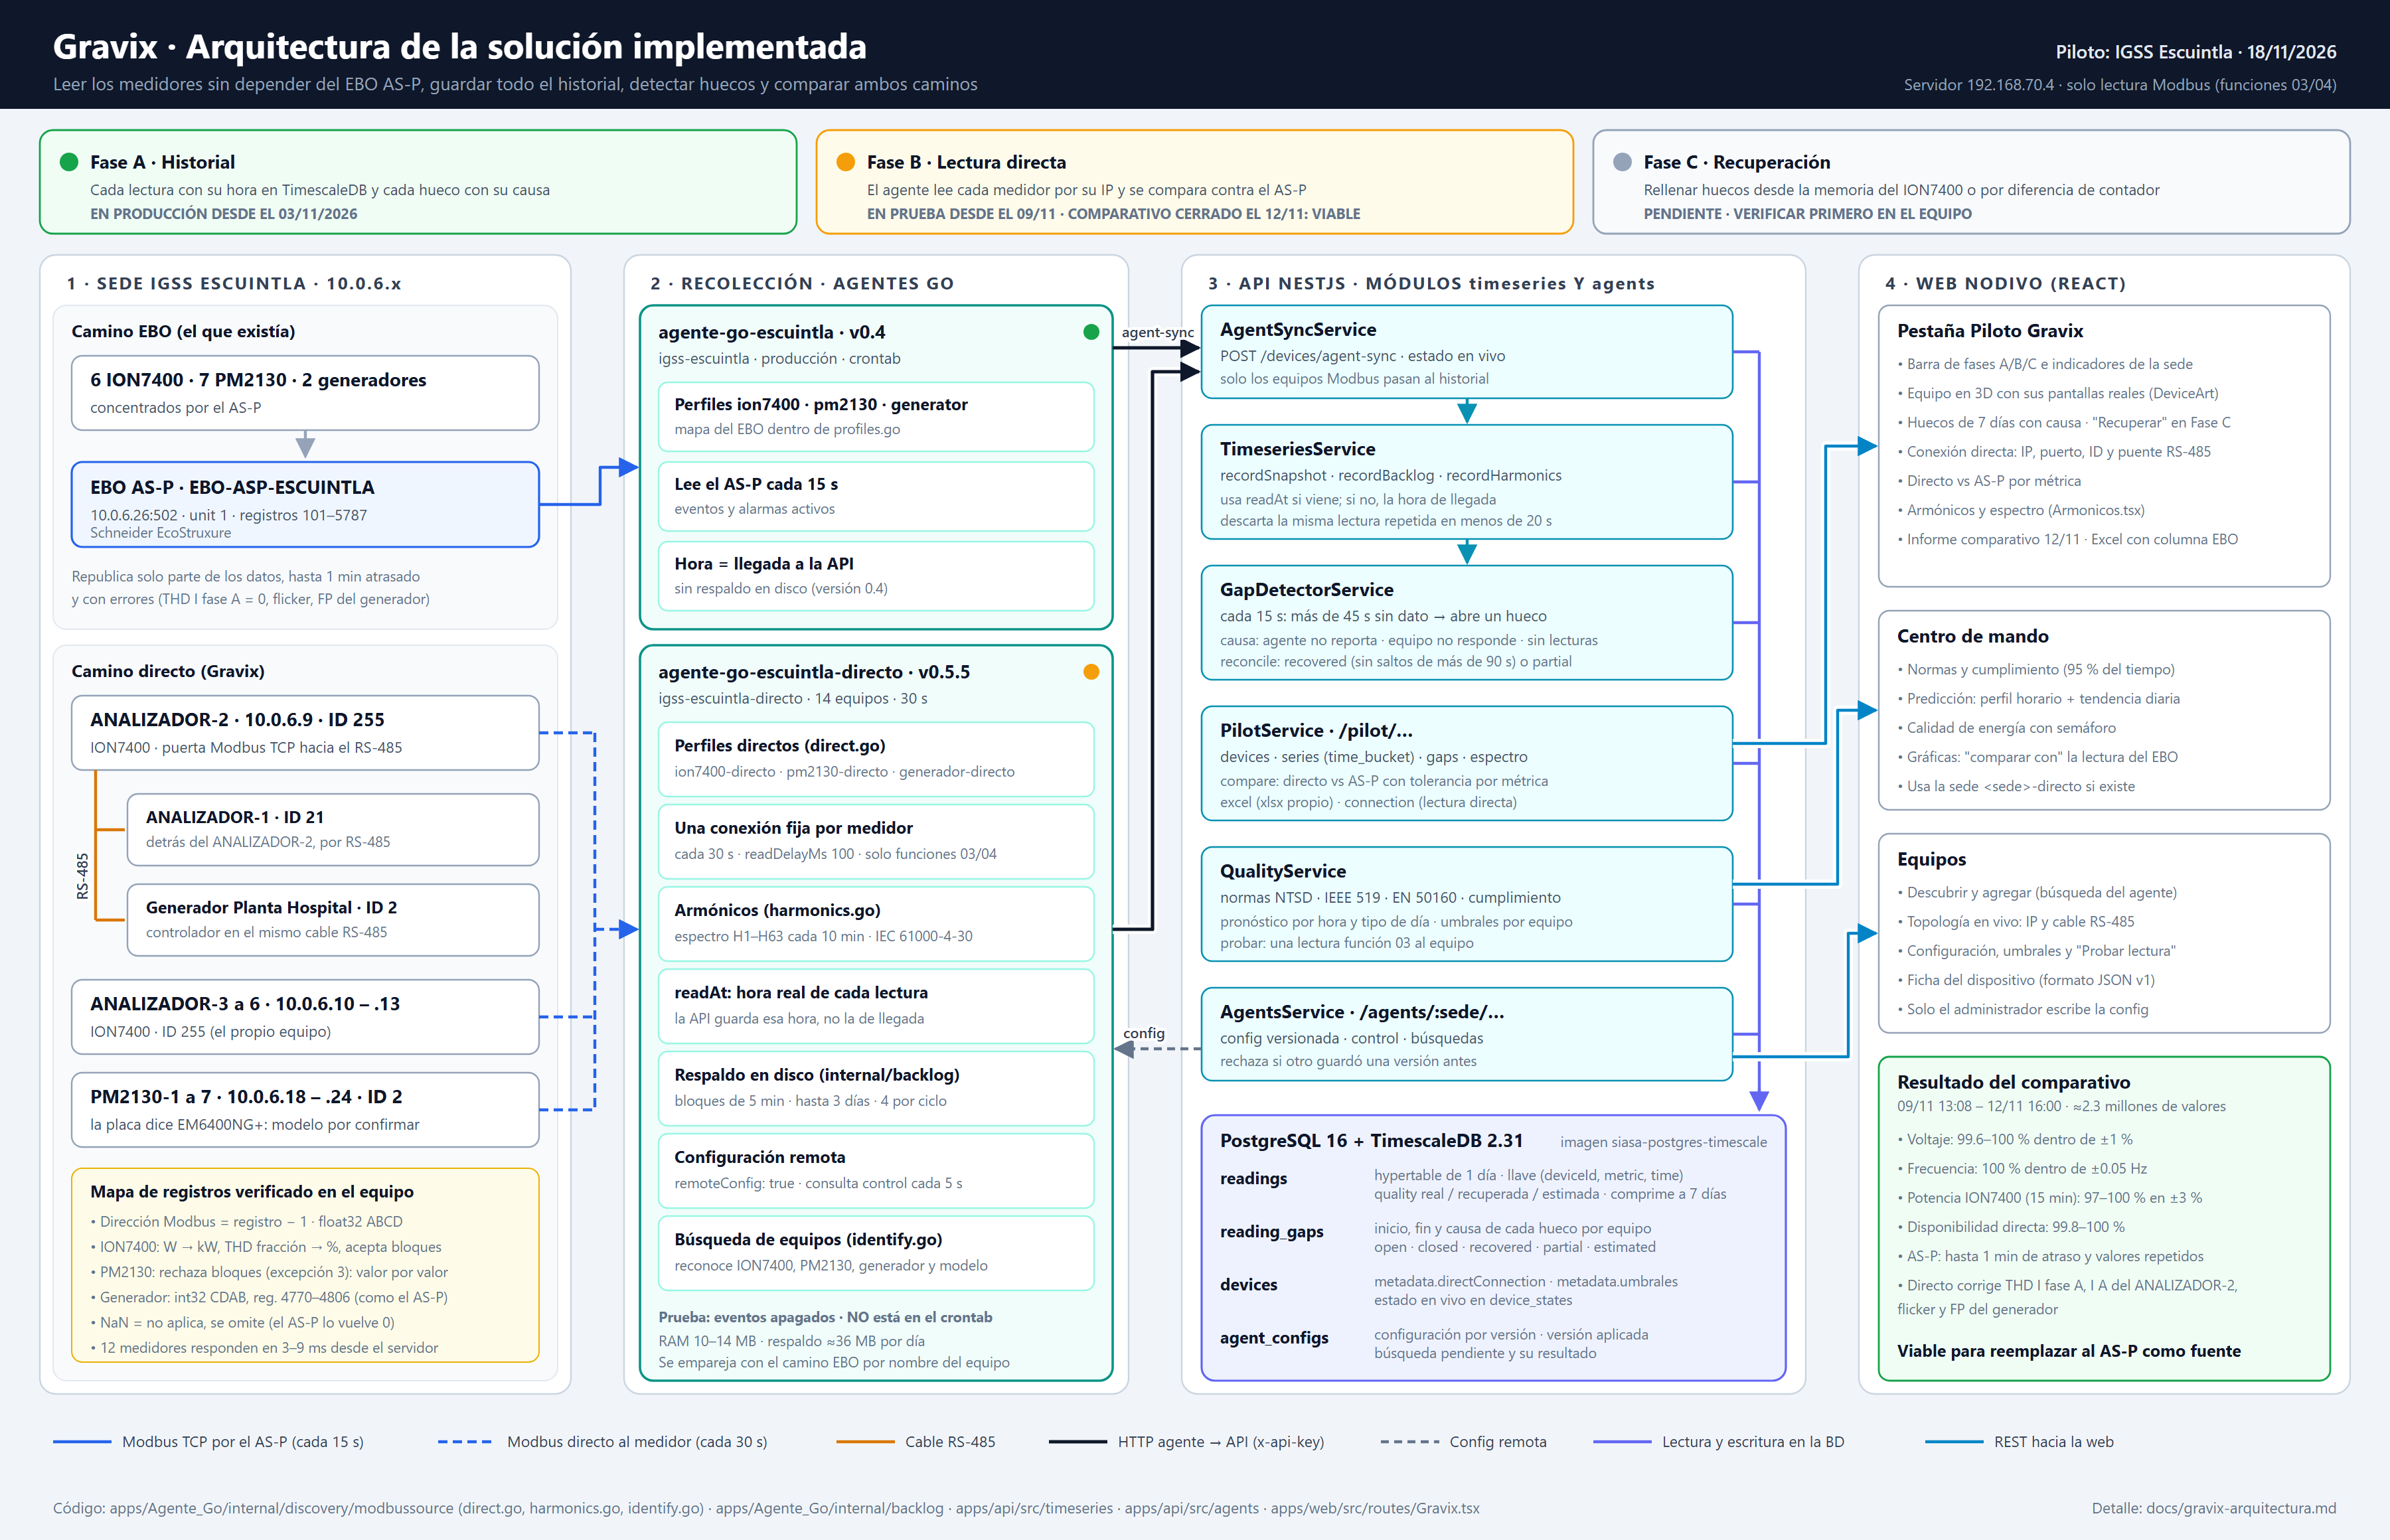 Gravix · Arquitectura de la solución implementada
Leer los medidores sin depender del EBO AS-P, guardar todo el historial, detectar huecos y comparar ambos caminos
Piloto: IGSS Escuintla · 18/11/2026
Servidor 192.168.70.4 · solo lectura Modbus (funciones 03/04)
Fase A · Historial
Cada lectura con su hora en TimescaleDB y cada hueco con su causa
EN PRODUCCIÓN DESDE EL 03/11/2026
Fase B · Lectura directa
El agente lee cada medidor por su IP y se compara contra el AS-P
EN PRUEBA DESDE EL 09/11 · COMPARATIVO CERRADO EL 12/11: VIABLE
Fase C · Recuperación
Rellenar huecos desde la memoria del ION7400 o por diferencia de contador
PENDIENTE · VERIFICAR PRIMERO EN EL EQUIPO
1 · SEDE IGSS ESCUINTLA · 10.0.6.x
Camino EBO (el que existía)
6 ION7400 · 7 PM2130 · 2 generadores
concentrados por el AS-P
EBO AS-P · EBO-ASP-ESCUINTLA
10.0.6.26:502 · unit 1 · registros 101–5787
Schneider EcoStruxure
Republica solo parte de los datos, hasta 1 min atrasado
y con errores (THD I fase A = 0, flicker, FP del generador)
Camino directo (Gravix)
ANALIZADOR-2 · 10.0.6.9 · ID 255
ION7400 · puerta Modbus TCP hacia el RS-485
ANALIZADOR-1 · ID 21
detrás del ANALIZADOR-2, por RS-485
RS-485
Generador Planta Hospital · ID 2
controlador en el mismo cable RS-485
ANALIZADOR-3 a 6 · 10.0.6.10 – .13
ION7400 · ID 255 (el propio equipo)
PM2130-1 a 7 · 10.0.6.18 – .24 · ID 2
la placa dice EM6400NG+: modelo por confirmar
Mapa de registros verificado en el equipo
• Dirección Modbus = registro − 1 · float32 ABCD
• ION7400: W → kW, THD fracción → %, acepta bloques
• PM2130: rechaza bloques (excepción 3): valor por valor
• Generador: int32 CDAB, reg. 4770–4806 (como el AS-P)
• NaN = no aplica, se omite (el AS-P lo vuelve 0)
• 12 medidores responden en 3–9 ms desde el servidor
2 · RECOLECCIÓN · AGENTES GO
agente-go-escuintla · v0.4
igss-escuintla · producción · crontab
Perfiles ion7400 · pm2130 · generator
mapa del EBO dentro de profiles.go
Lee el AS-P cada 15 s
eventos y alarmas activos
Hora = llegada a la API
sin respaldo en disco (versión 0.4)
agente-go-escuintla-directo · v0.5.5
igss-escuintla-directo · 14 equipos · 30 s
Perfiles directos (direct.go)
ion7400-directo · pm2130-directo · generador-directo
Una conexión fija por medidor
cada 30 s · readDelayMs 100 · solo funciones 03/04
Armónicos (harmonics.go)
espectro H1–H63 cada 10 min · IEC 61000-4-30
readAt: hora real de cada lectura
la API guarda esa hora, no la de llegada
Respaldo en disco (internal/backlog)
bloques de 5 min · hasta 3 días · 4 por ciclo
Configuración remota
remoteConfig: true · consulta control cada 5 s
Búsqueda de equipos (identify.go)
reconoce ION7400, PM2130, generador y modelo
Prueba: eventos apagados · NO está en el crontab
RAM 10–14 MB · respaldo ≈36 MB por día
Se empareja con el camino EBO por nombre del equipo
agent-sync
config
3 · API NESTJS · MÓDULOS timeseries Y agents
AgentSyncService
POST /devices/agent-sync · estado en vivo
solo los equipos Modbus pasan al historial
TimeseriesService
recordSnapshot · recordBacklog · recordHarmonics
usa readAt si viene; si no, la hora de llegada
descarta la misma lectura repetida en menos de 20 s
GapDetectorService
cada 15 s: más de 45 s sin dato → abre un hueco
causa: agente no reporta · equipo no responde · sin lecturas
reconcile: recovered (sin saltos de más de 90 s) o partial
PilotService · /pilot/…
devices · series (time_bucket) · gaps · espectro
compare: directo vs AS-P con tolerancia por métrica
excel (xlsx propio) · connection (lectura directa)
QualityService
normas NTSD · IEEE 519 · EN 50160 · cumplimiento
pronóstico por hora y tipo de día · umbrales por equipo
probar: una lectura función 03 al equipo
AgentsService · /agents/:sede/…
config versionada · control · búsquedas
rechaza si otro guardó una versión antes
PostgreSQL 16 + TimescaleDB 2.31
imagen siasa-postgres-timescale
readings
hypertable de 1 día · llave (deviceId, metric, time)
quality real / recuperada / estimada · comprime a 7 días
reading_gaps
inicio, fin y causa de cada hueco por equipo
open · closed · recovered · partial · estimated
devices
metadata.directConnection · metadata.umbrales
estado en vivo en device_states
agent_configs
configuración por versión · versión aplicada
búsqueda pendiente y su resultado
4 · WEB NODIVO (REACT)
Pestaña Piloto Gravix
• Barra de fases A/B/C e indicadores de la sede
• Equipo en 3D con sus pantallas reales (DeviceArt)
• Huecos de 7 días con causa · "Recuperar" en Fase C
• Conexión directa: IP, puerto, ID y puente RS-485
• Directo vs AS-P por métrica
• Armónicos y espectro (Armonicos.tsx)
• Informe comparativo 12/11 · Excel con columna EBO
Centro de mando
• Normas y cumplimiento (95 % del tiempo)
• Predicción: perfil horario + tendencia diaria
• Calidad de energía con semáforo
• Gráficas: "comparar con" la lectura del EBO
• Usa la sede <sede>-directo si existe
Equipos
• Descubrir y agregar (búsqueda del agente)
• Topología en vivo: IP y cable RS-485
• Configuración, umbrales y "Probar lectura"
• Ficha del dispositivo (formato JSON v1)
• Solo el administrador escribe la config
Resultado del comparativo
09/11 13:08 – 12/11 16:00 · ≈2.3 millones de valores
• Voltaje: 99.6–100 % dentro de ±1 %
• Frecuencia: 100 % dentro de ±0.05 Hz
• Potencia ION7400 (15 min): 97–100 % en ±3 %
• Disponibilidad directa: 99.8–100 %
• AS-P: hasta 1 min de atraso y valores repetidos
• Directo corrige THD I fase A, I A del ANALIZADOR-2,
flicker y FP del generador
Viable para reemplazar al AS-P como fuente
Modbus TCP por el AS-P (cada 15 s)
Modbus directo al medidor (cada 30 s)
Cable RS-485
HTTP agente → API (x-api-key)
Config remota
Lectura y escritura en la BD
REST hacia la web
Código: apps/Agente_Go/internal/discovery/modbussource (direct.go, harmonics.go, identify.go) · apps/Agente_Go/internal/backlog · apps/api/src/timeseries · apps/api/src/agents · apps/web/src/routes/Gravix.tsx
Detalle: docs/gravix-arquitectura.md